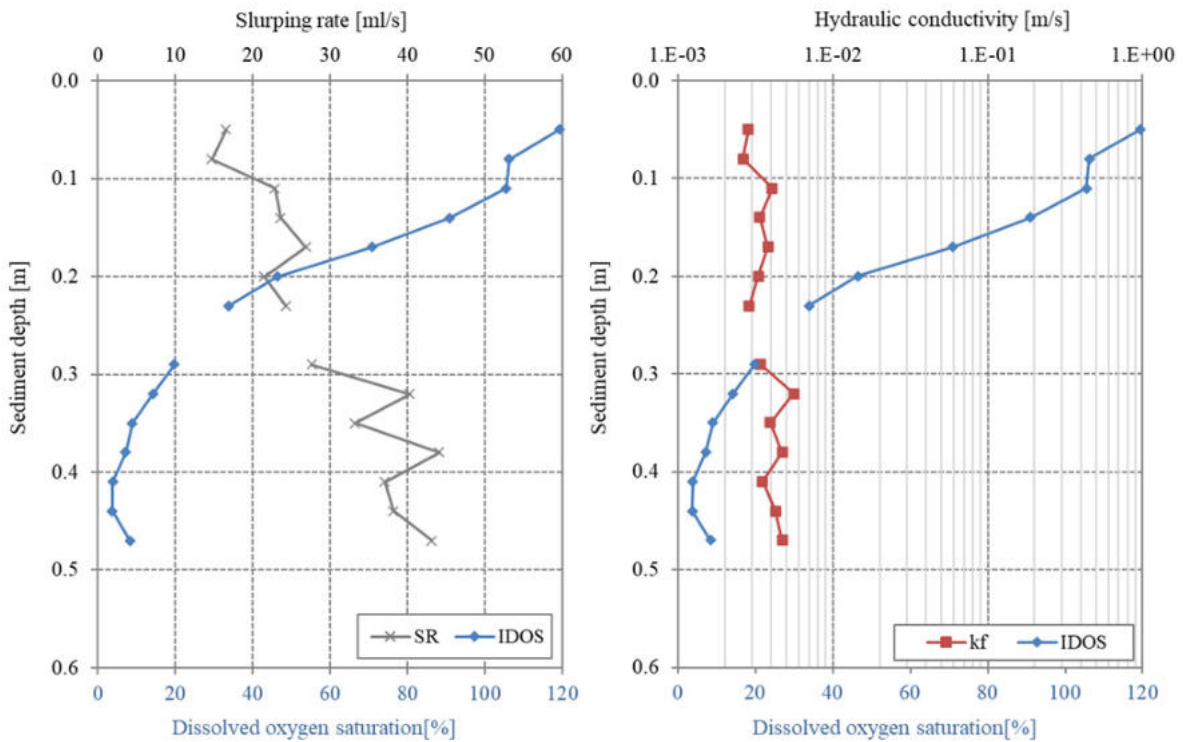 Slurping rate [ml/s]
0 10 20 30 40 50 60
0.0
0.1
0.2
0.3
0.4
0.5
0.6
Sediment depth [m]
SR IDOS
0 20 40 60 80 100 120
Dissolved oxygen saturation[%]
Hydraulic conductivity [m/s]
1.E-03 1.E-02 1.E-01 1.E+00
0.0
0.1
0.2
0.3
0.4
0.5
0.6
Sediment depth [m]
kf IDOS
0 20 40 60 80 100 120
Dissolved oxygen saturation[%]